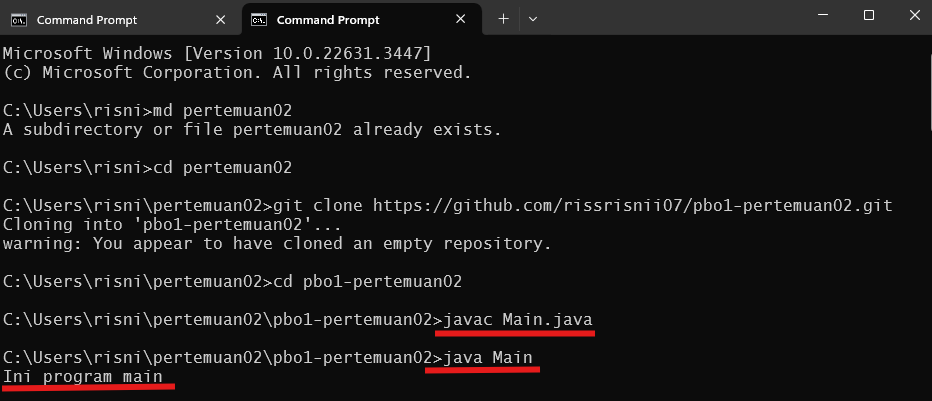 Command Prompt
Command Prompt
Microsoft Windows [Version 10.0.22631.3447]
(c) Microsoft Corporation. All rights reserved.
C:\Users\risni>md pertemuan02
A subdirectory or file pertemuan02 already exists.
C:\Users\risni>cd pertemuan02
C:\Users\risni\pertemuan02>git clone https://github.com/rissrisnii07/pbo1-pertemuan02.git
Cloning into 'pbo1-pertemuan02'...
warning: You appear to have cloned an empty repository.
C:\Users\risni\pertemuan02>cd pbo1-pertemuan02
C:\Users\risni\pertemuan02\pbo1-pertemuan02>javac Main.java
C:\Users\risni\pertemuan02\pbo1-pertemuan02>java Main
Ini program main